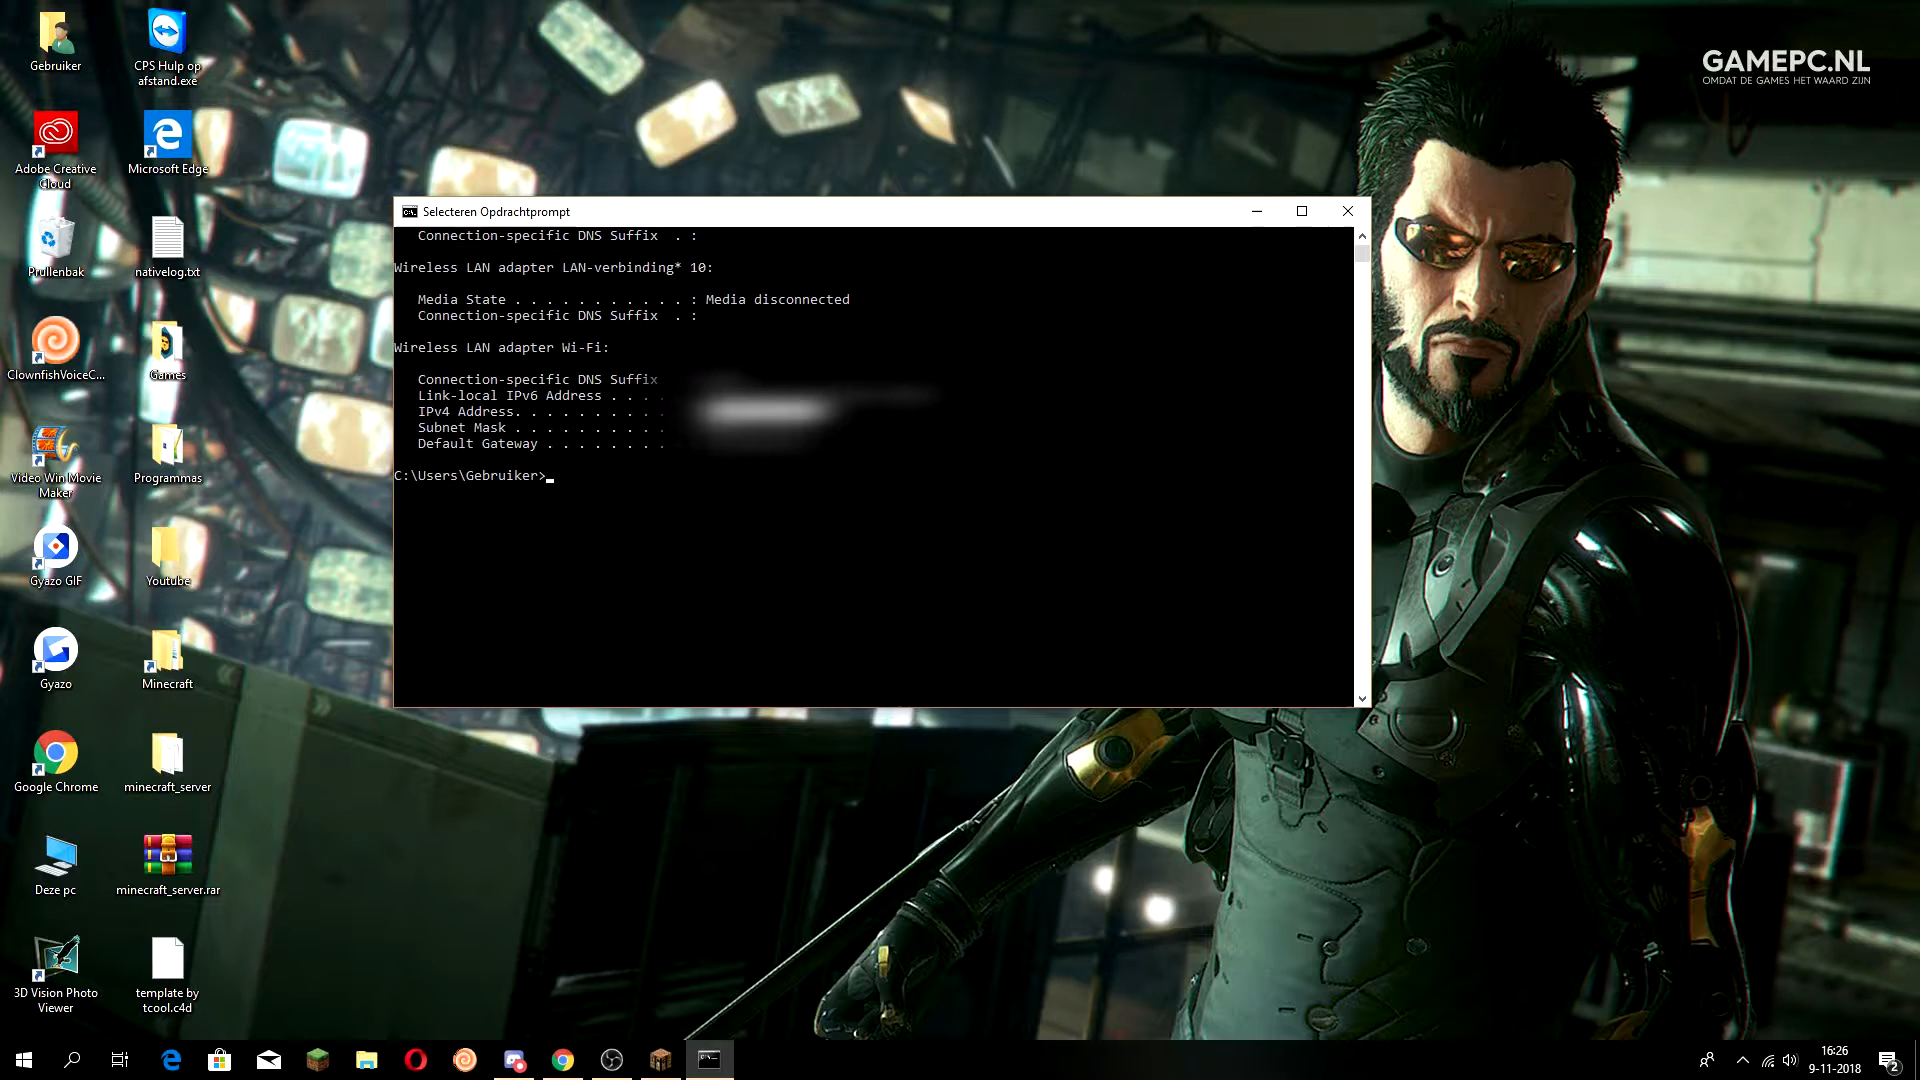 Gebruiker
CPS Hulp op
afstand.exe
Adobe Creative
Cloud
Microsoft Edge
Prullenbak
nativelog.txt
ClownfishVoiceC...
Games
Video Win Movie
Maker
Programmas
Gyazo GIF
Youtube
Gyazo
Minecraft
Google Chrome
minecraft_server
Deze pc
minecraft_server.rar
3D Vision Photo
Viewer
template by
tcool.c4d
GAMEPC.NL
OMDAT DE GAMES HET WAARD ZIJN
Selecteren Opdrachtprompt
Connection-specific DNS Suffix  . :
Wireless LAN adapter LAN-verbinding* 10:
Media State . . . . . . . . . . . : Media disconnected
Connection-specific DNS Suffix  . :
Wireless LAN adapter Wi-Fi:
Connection-specific DNS Suffix
Link-local IPv6 Address . . . .
IPv4 Address. . . . . . . . . .
Subnet Mask . . . . . . . . . .
Default Gateway . . . . . . . .
C:\Users\Gebruiker>
16:26
9-11-2018
2